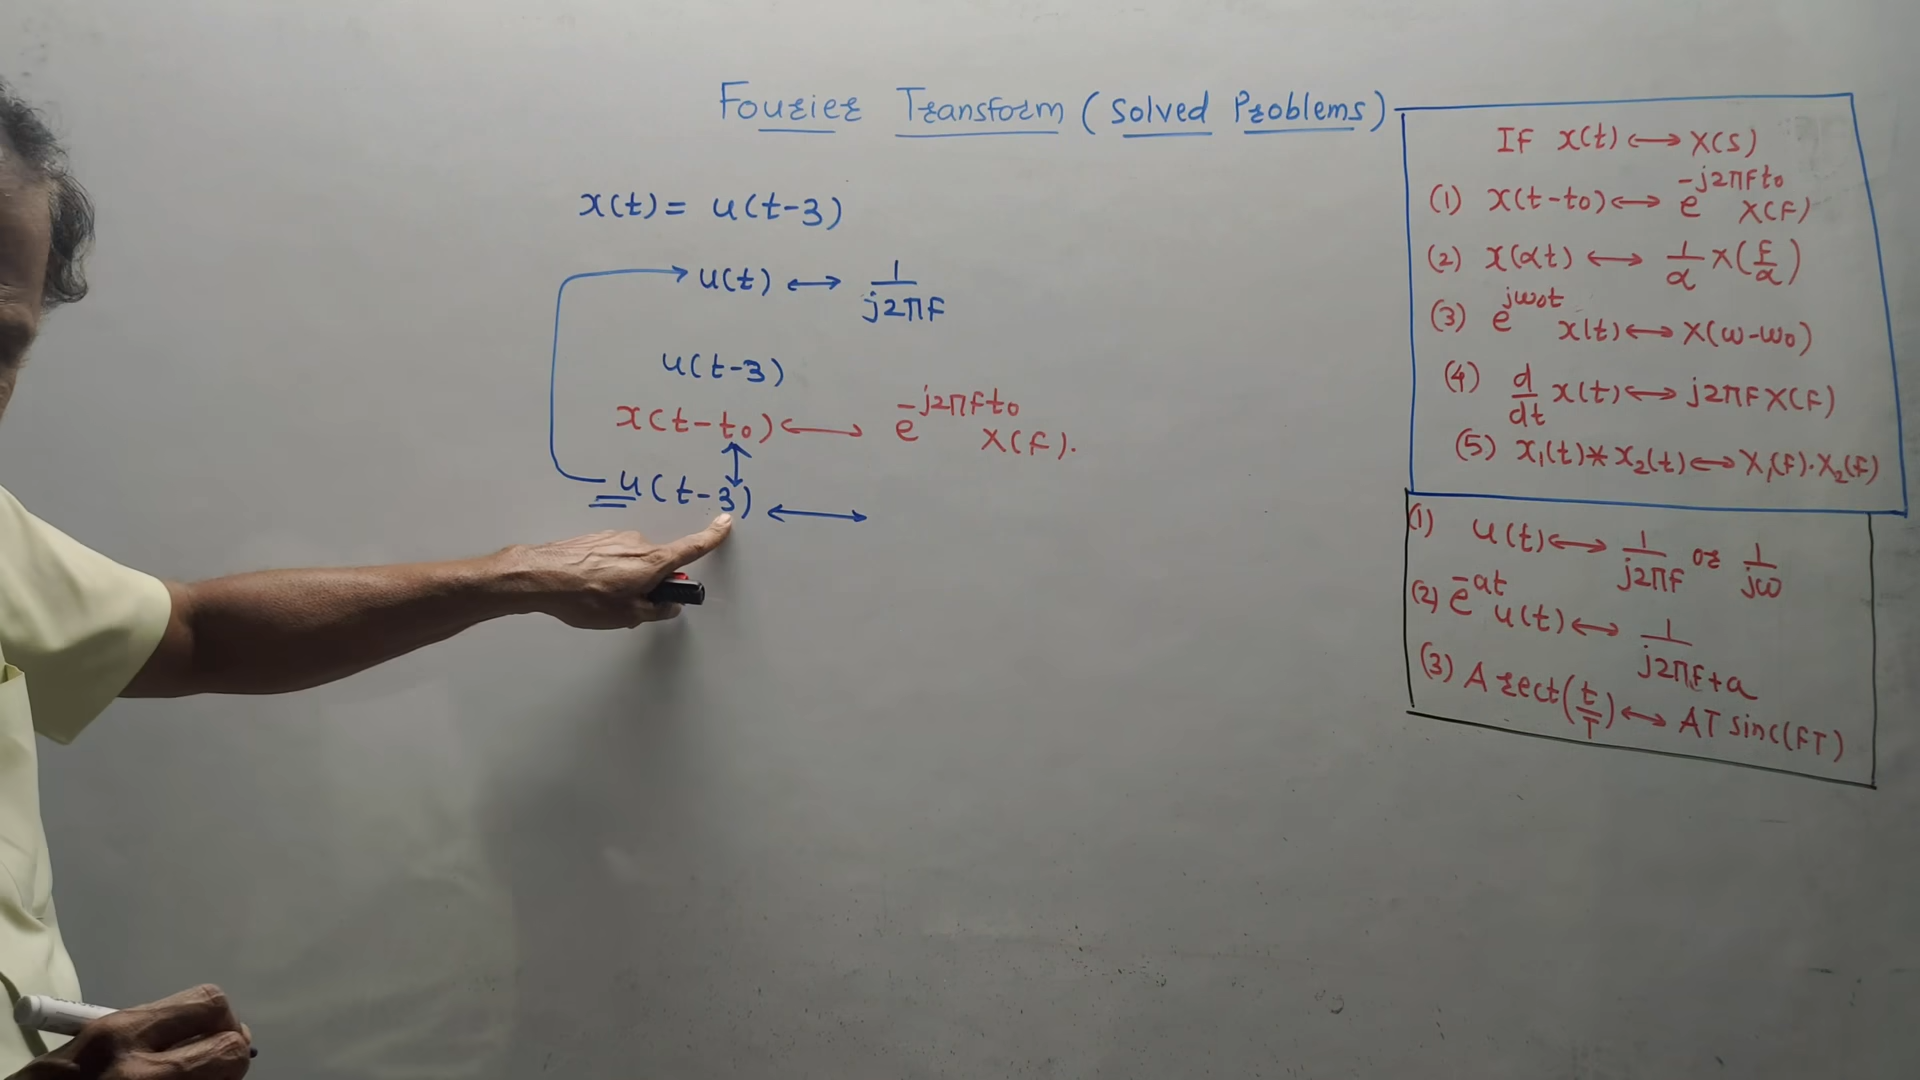 Fourier Transform (Solved Problems)
x(t) = u(t-3)
u(t) ↔ 1/j2πF
u(t-3)
x(t-t₀) ↔ e^-j2πFt₀ X(F).
u(t-3) ↔
IF x(t) ↔ X(S)
(1) x(t-t₀) ↔ e^-j2πFt₀ X(F)
(2) x(αt) ↔ 1/α X(F/α)
(3) e^jω₀t x(t) ↔ X(ω-ω₀)
(4) d/dt x(t) ↔ j2πF X(F)
(5) x₁(t)*x₂(t) ↔ X₁(F).X₂(F)
(1) u(t) ↔ 1/j2πF or 1/jω
(2) e^-at u(t) ↔ 1/j2πF+a
(3) A rect(t/T) ↔ AT sinc(FT)